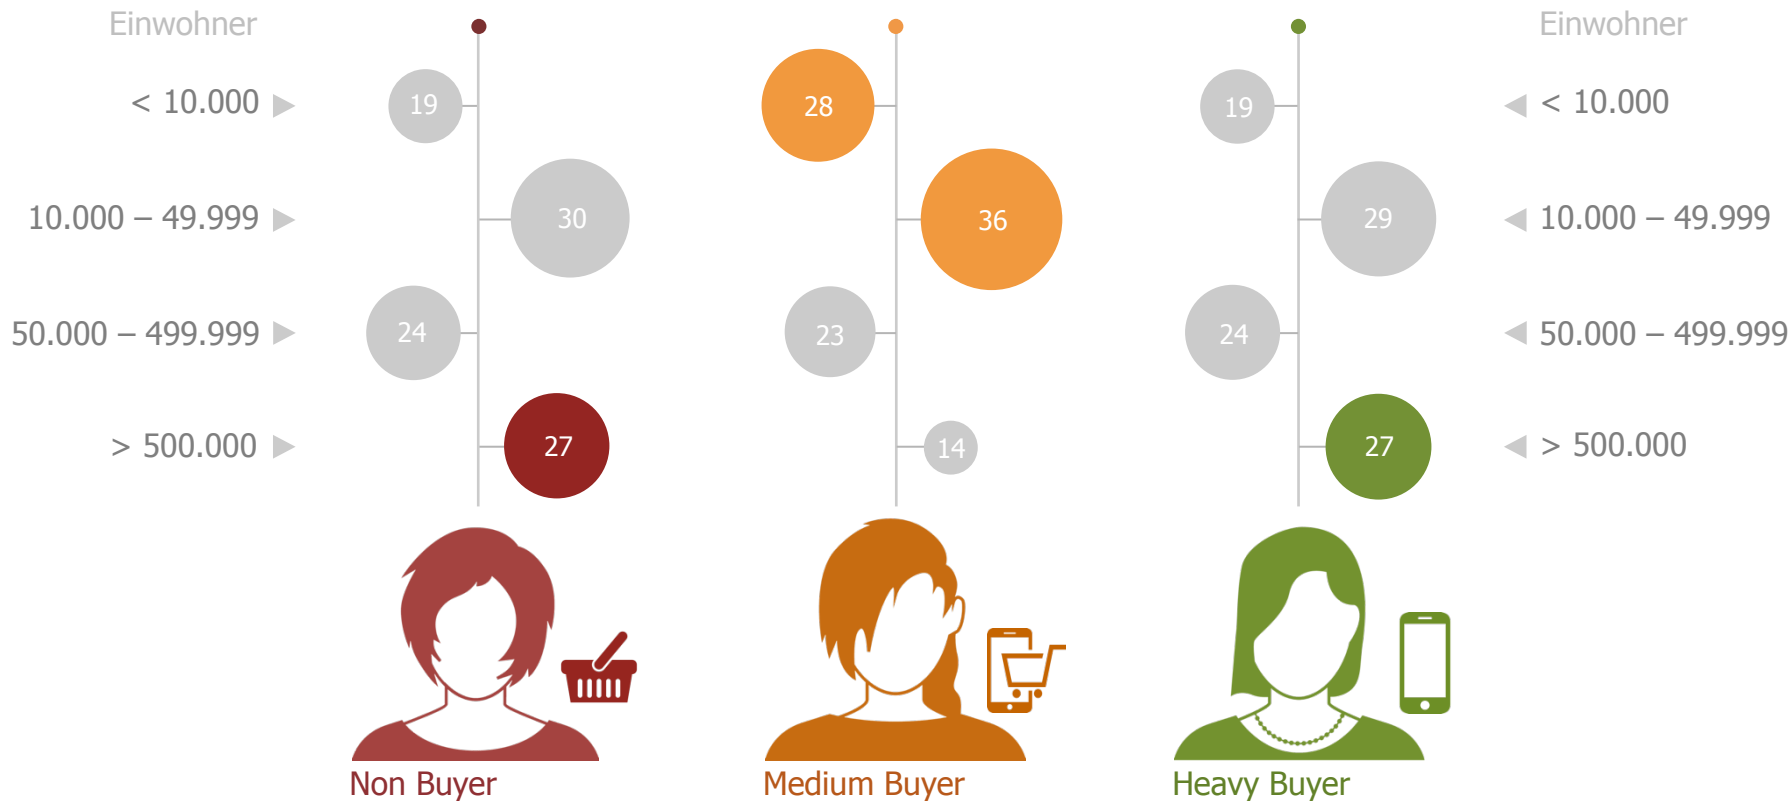 Einwohner Einwohner
< 10.000 19 28 19 < 10.000
10.000 – 49.999 30 36 29 10.000 – 49.999
50.000 – 499.999 24 23 24 50.000 – 499.999
> 500.000 27 14 27 > 500.000
Non Buyer Medium Buyer Heavy Buyer